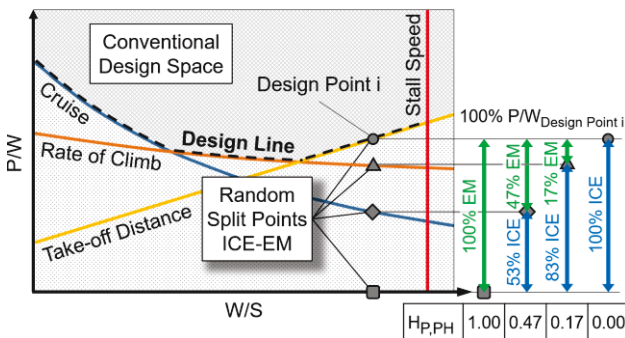 Conventional
Design Space
Design Point i
Stall Speed
100% P/W Design Point i
Cruise
Design Line
Rate of Climb
P/W
Random
Split Points
ICE-EM
Take-off Distance
100% EM
47% EM
53% ICE
17% EM
83% ICE
100% ICE
W/S
H P,PH 1.00 0.47 0.17 0.00